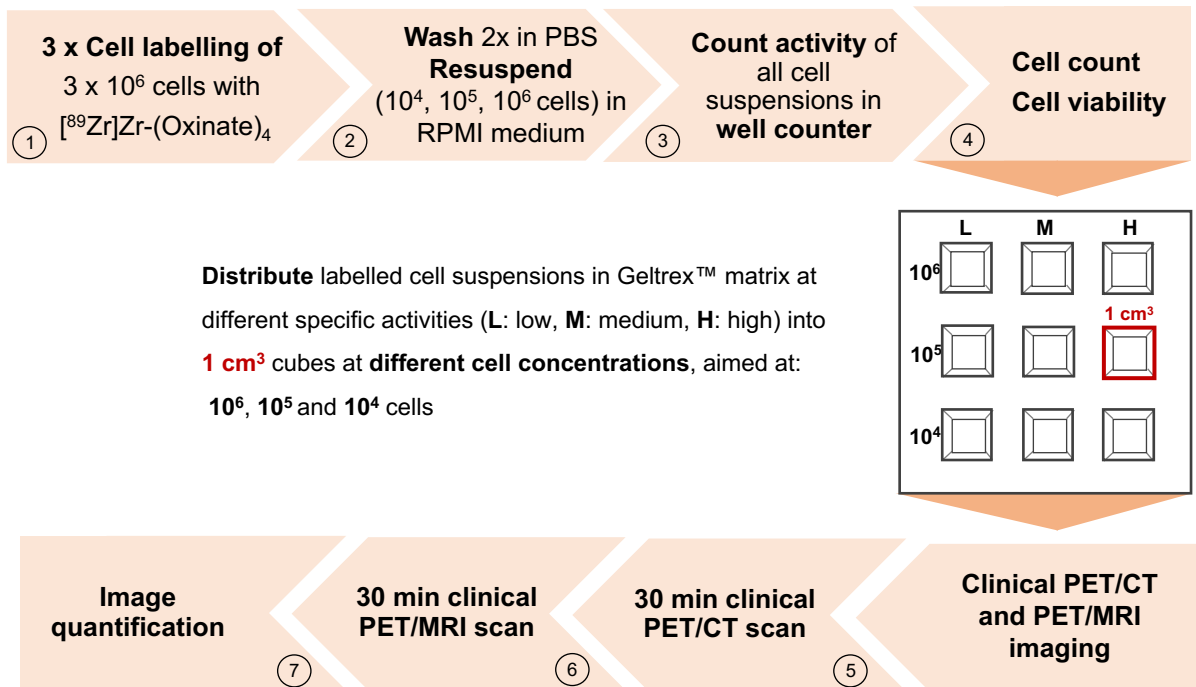 3 x Cell labelling of
3 x 10⁶ cells with
[⁸⁹Zr]Zr-(Oxinate)₄
1
Wash 2x in PBS
Resuspend
(10⁴, 10⁵, 10⁶ cells) in
RPMI medium
2
Count activity of
all cell
suspensions in
well counter
3
Cell count
Cell viability
4
Distribute labelled cell suspensions in Geltrex™ matrix at
different specific activities (L: low, M: medium, H: high) into
1 cm³ cubes at different cell concentrations, aimed at:
10⁶, 10⁵ and 10⁴ cells
L M H
10⁶
1 cm³
10⁵
10⁴
Image
quantification
7
30 min clinical
PET/MRI scan
6
30 min clinical
PET/CT scan
5
Clinical PET/CT
and PET/MRI
imaging